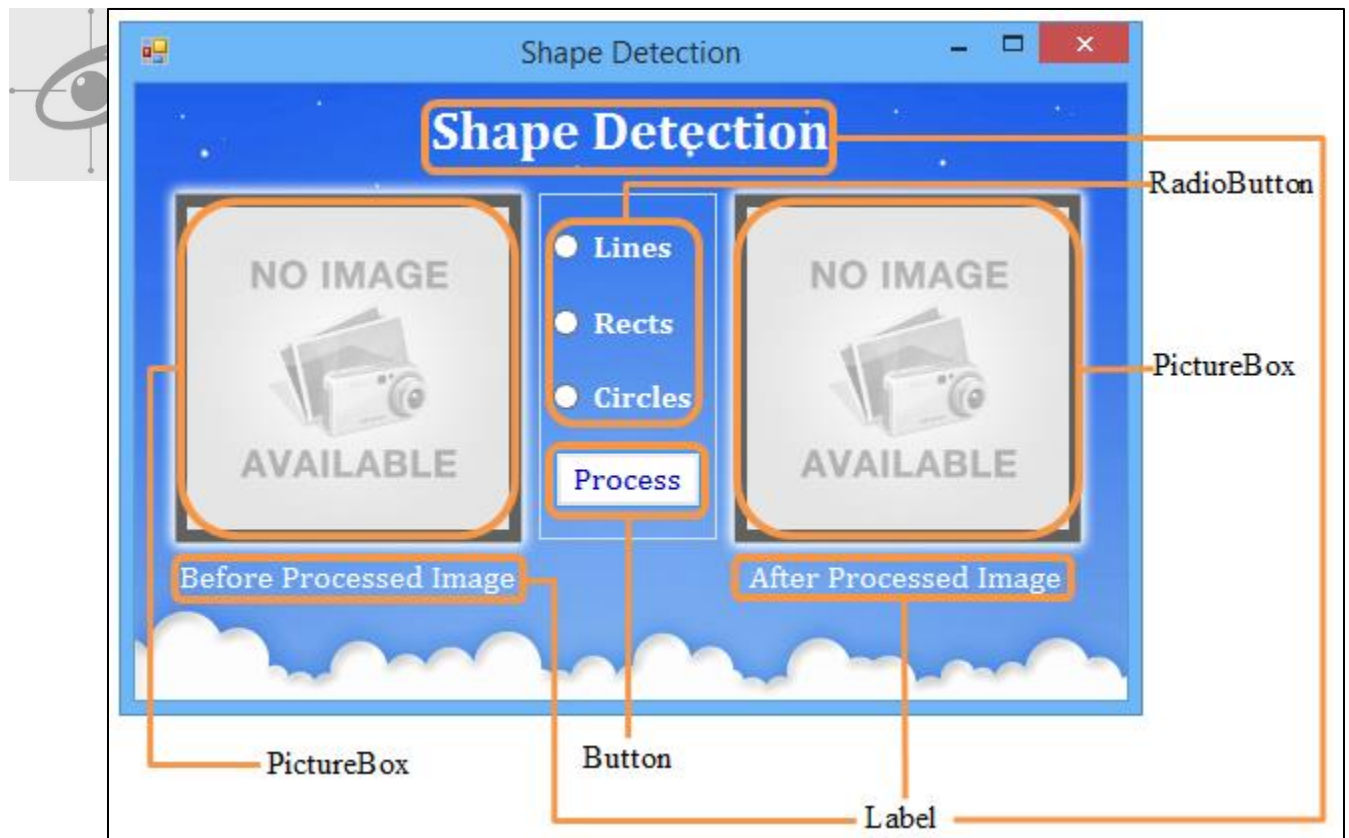 Shape Detection
Shape Detection
RadioButton
NO IMAGE
AVAILABLE
Lines
Rects
Circles
Process
NO IMAGE
AVAILABLE
PictureBox
Before Processed Image
After Processed Image
PictureBox
Button
Label